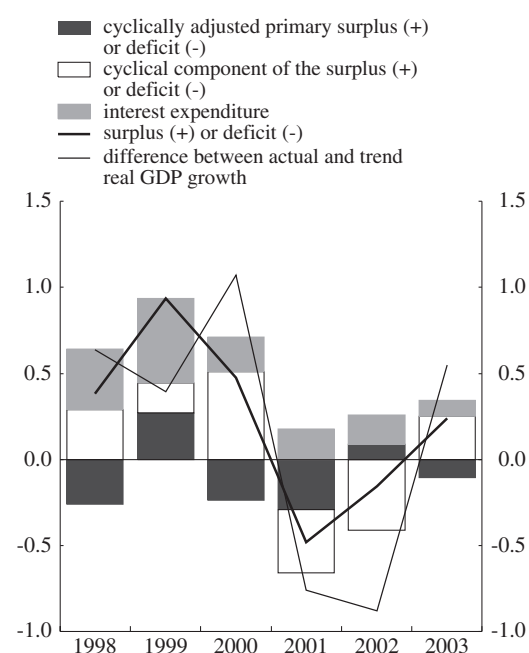 cyclically adjusted primary surplus (+)
or deficit (-)
cyclical component of the surplus (+)
or deficit (-)
interest expenditure
surplus (+) or deficit (-)
difference between actual and trend
real GDP growth
1.5 1.5
1.0 1.0
0.5 0.5
0.0 0.0
-0.5 -0.5
-1.0 -1.0
1998 1999 2000 2001 2002 2003